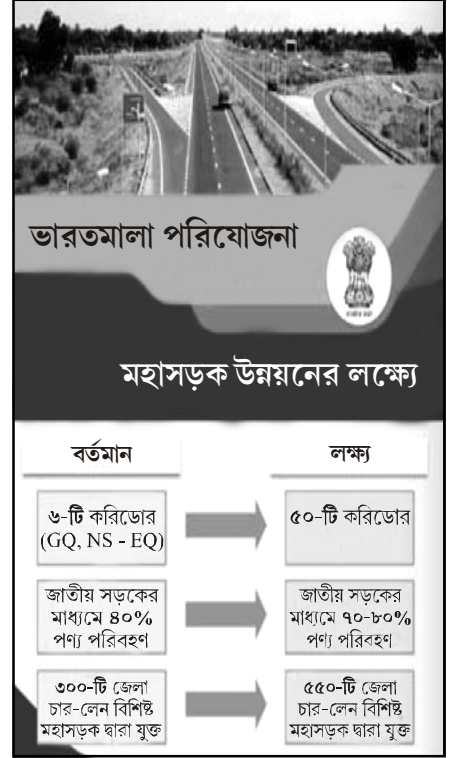 ভারতমালা পরিযোজনা
মহাসড়ক উন্নয়নের লক্ষ্যে
বর্তমান
লক্ষ্য
৬-টি করিডোর
(GQ, NS - EQ)
৫০-টি করিডোর
জাতীয় সড়কের
মাধ্যমে ৪০%
পণ্য পরিবহণ
জাতীয় সড়কের
মাধ্যমে ৭০-৮০%
পণ্য পরিবহণ
৩০০-টি জেলা
চার-লেন বিশিষ্ট
মহাসড়ক দ্বারা যুক্ত
৫৫০-টি জেলা
চার-লেন বিশিষ্ট
মহাসড়ক দ্বারা যুক্ত